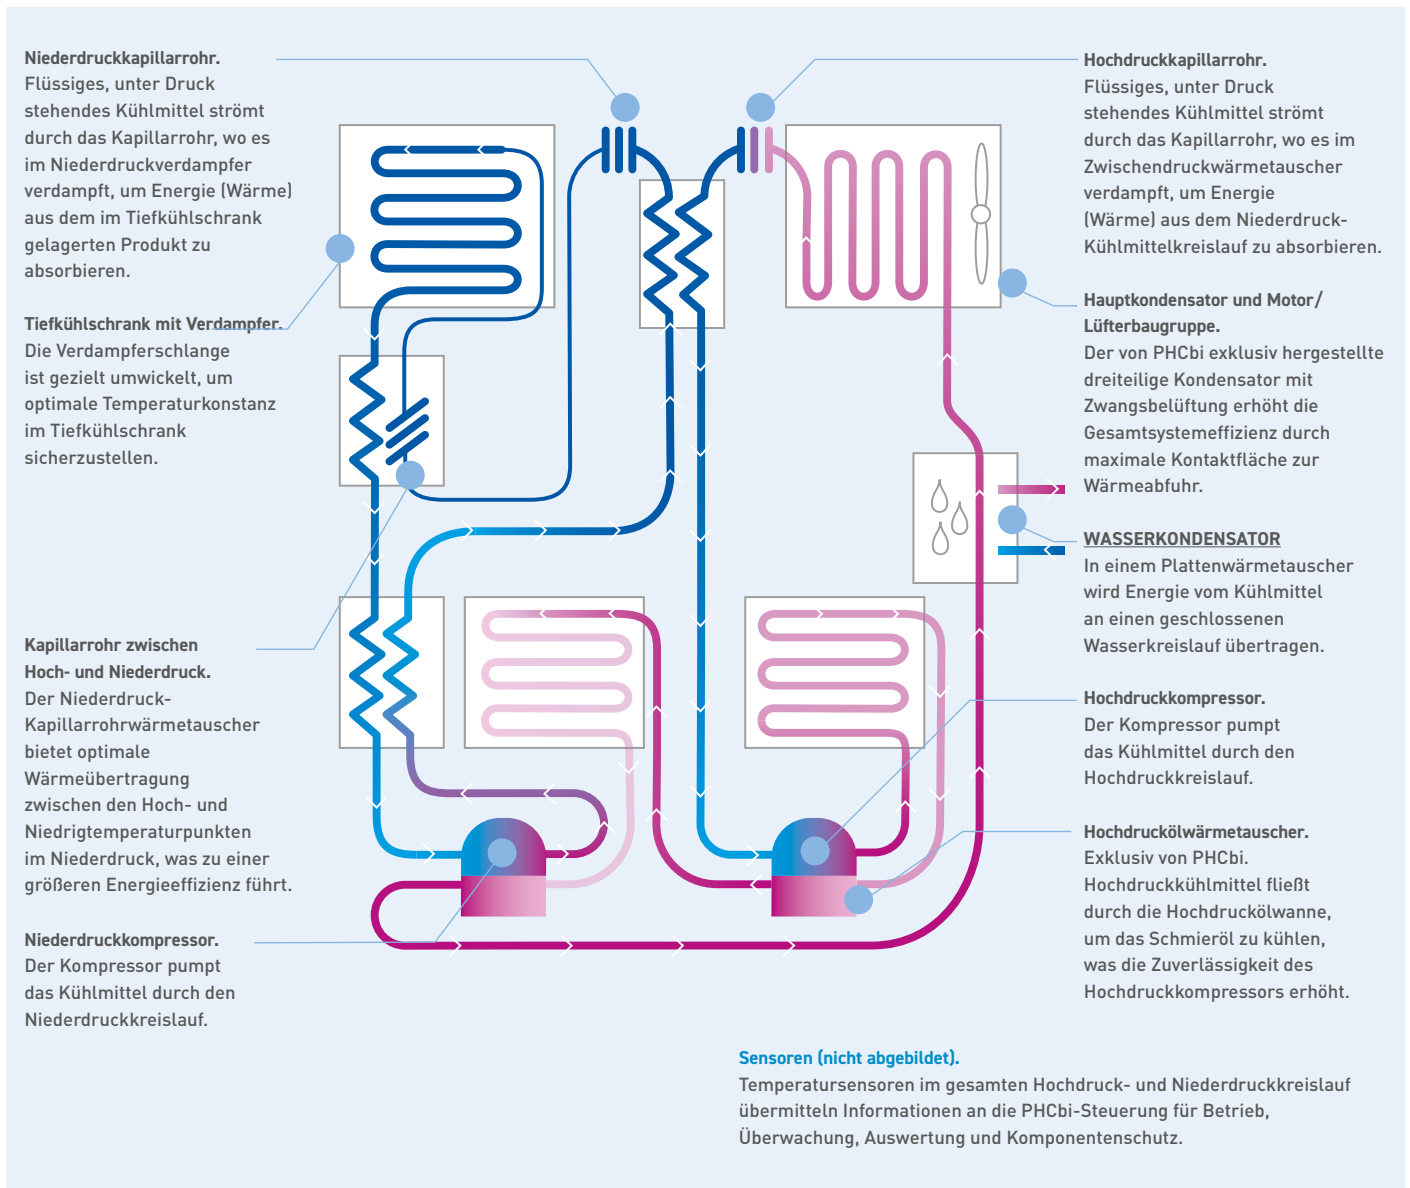 Niederdruckkapillarrohr.
Flüssiges, unter Druck
stehendes Kühlmittel strömt
durch das Kapillarrohr, wo es
im Niederdruckverdampfer
verdampft, um Energie (Wärme)
aus dem im Tiefkühlschrank
gelagerten Produkt zu
absorbieren.
Tiefkühlschrank mit Verdampfer.
Die Verdampferschlange
ist gezielt umwickelt, um
optimale Temperaturkonstanz
im Tiefkühlschrank
sicherzustellen.
Kapillarrohr zwischen
Hoch- und Niederdruck.
Der Niederdruck-
Kapillarrohrwärmetauscher
bietet optimale
Wärmeübertragung
zwischen den Hoch- und
Niedrigtemperaturpunkten
im Niederdruck, was zu einer
größeren Energieeffizienz führt.
Niederdruckkompressor.
Der Kompressor pumpt
das Kühlmittel durch den
Niederdruckkreislauf.
Hochdruckkapillarrohr.
Flüssiges, unter Druck
stehendes Kühlmittel strömt
durch das Kapillarrohr, wo es im
Zwischendruckwärmetauscher
verdampft, um Energie
(Wärme) aus dem Niederdruck-
Kühlmittelkreislauf zu absorbieren.
Hauptkondensator und Motor/
Lüfterbaugruppe.
Der von PHCbi exklusiv hergestellte
dreiteilige Kondensator mit
Zwangsbelüftung erhöht die
Gesamtsystemeffizienz durch
maximale Kontaktfläche zur
Wärmeabfuhr.
WASSERKONDENSATOR
In einem Plattenwärmetauscher
wird Energie vom Kühlmittel
an einen geschlossenen
Wasserkreislauf übertragen.
Hochdruckkompressor.
Der Kompressor pumpt
das Kühlmittel durch den
Hochdruckkreislauf.
Hochdruckölwärmetauscher.
Exklusiv von PHCbi.
Hochdruckkühlmittel fließt
durch die Hochdruckölwanne,
um das Schmieröl zu kühlen,
was die Zuverlässigkeit des
Hochdruckkompressors erhöht.
Sensoren (nicht abgebildet).
Temperatursensoren im gesamten Hochdruck- und Niederdruckkreislauf
übermitteln Informationen an die PHCbi-Steuerung für Betrieb,
Überwachung, Auswertung und Komponentenschutz.